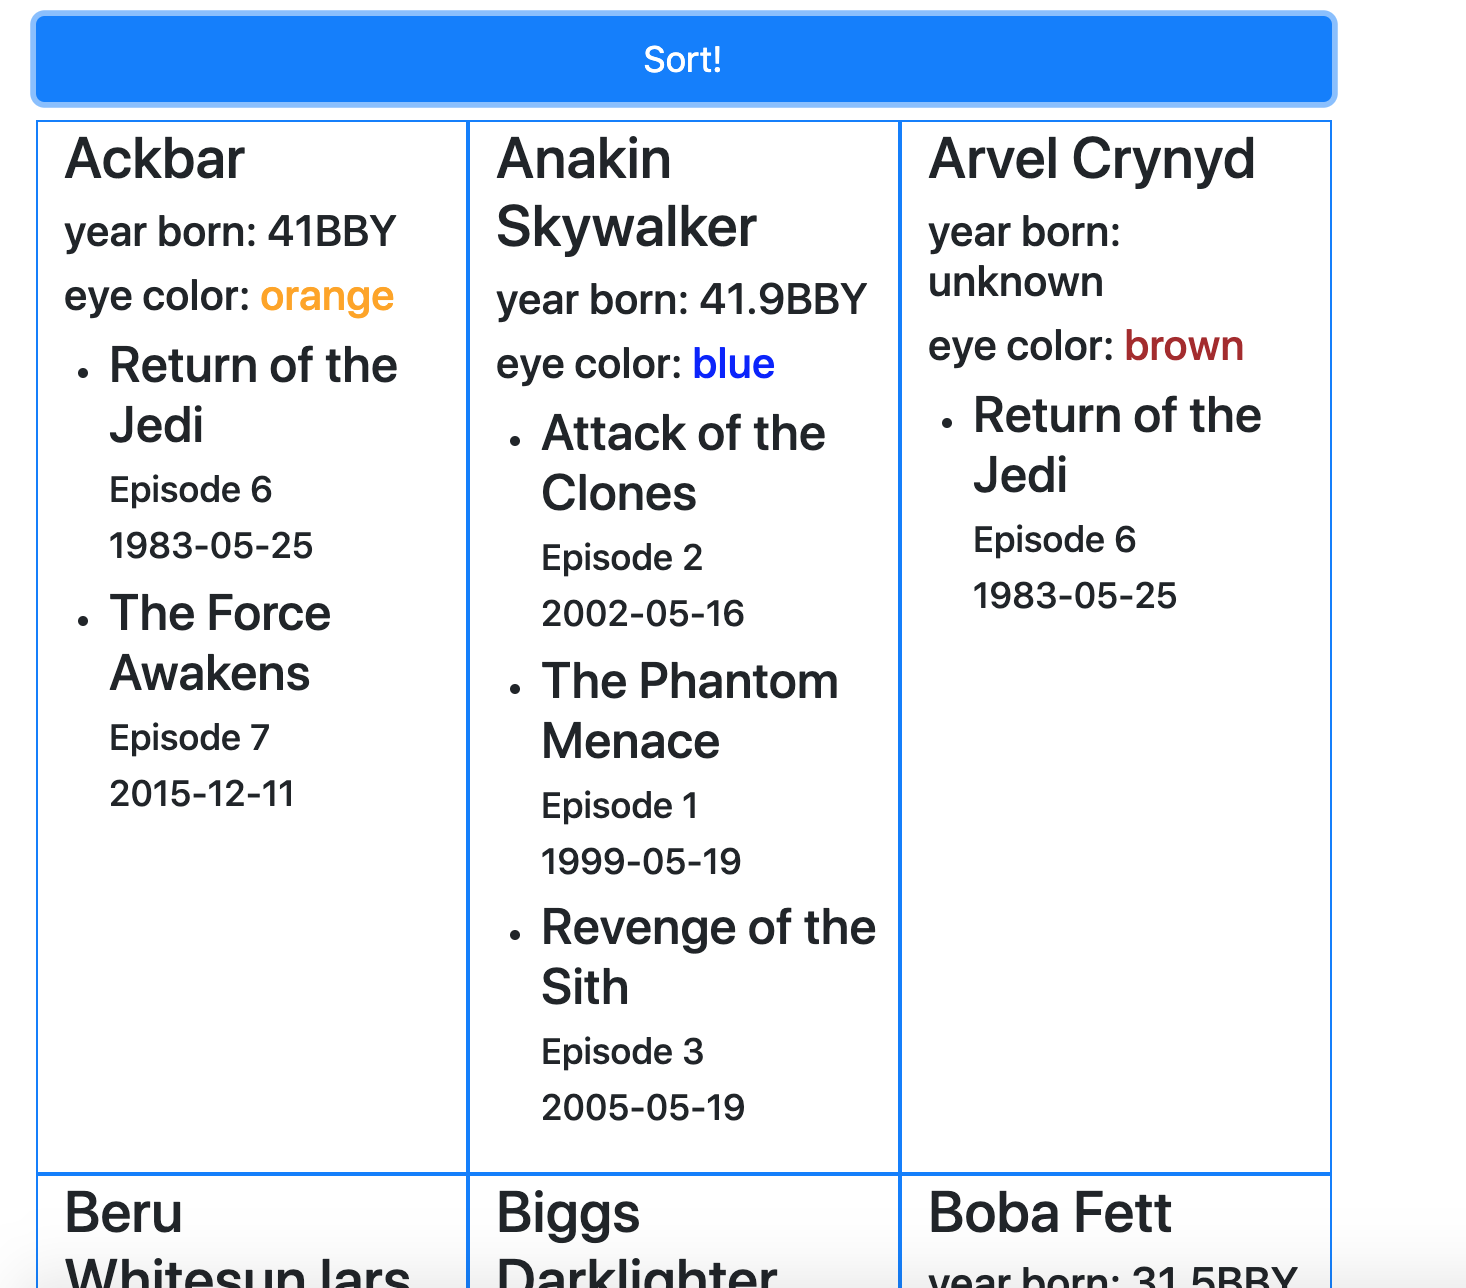 Sort!
Ackbar
year born: 41BBY
eye color: orange
Return of the
Jedi
Episode 6
1983-05-25
The Force
Awakens
Episode 7
2015-12-11
Anakin
Skywalker
year born: 41.9BBY
eye color: blue
Attack of the
Clones
Episode 2
2002-05-16
The Phantom
Menace
Episode 1
1999-05-19
Revenge of the
Sith
Episode 3
2005-05-19
Arvel Crynyd
year born:
unknown
eye color: brown
Return of the
Jedi
Episode 6
1983-05-25
Beru
Whitesun lars
Biggs
Darklighter
Boba Fett
year born: 31.5BBY